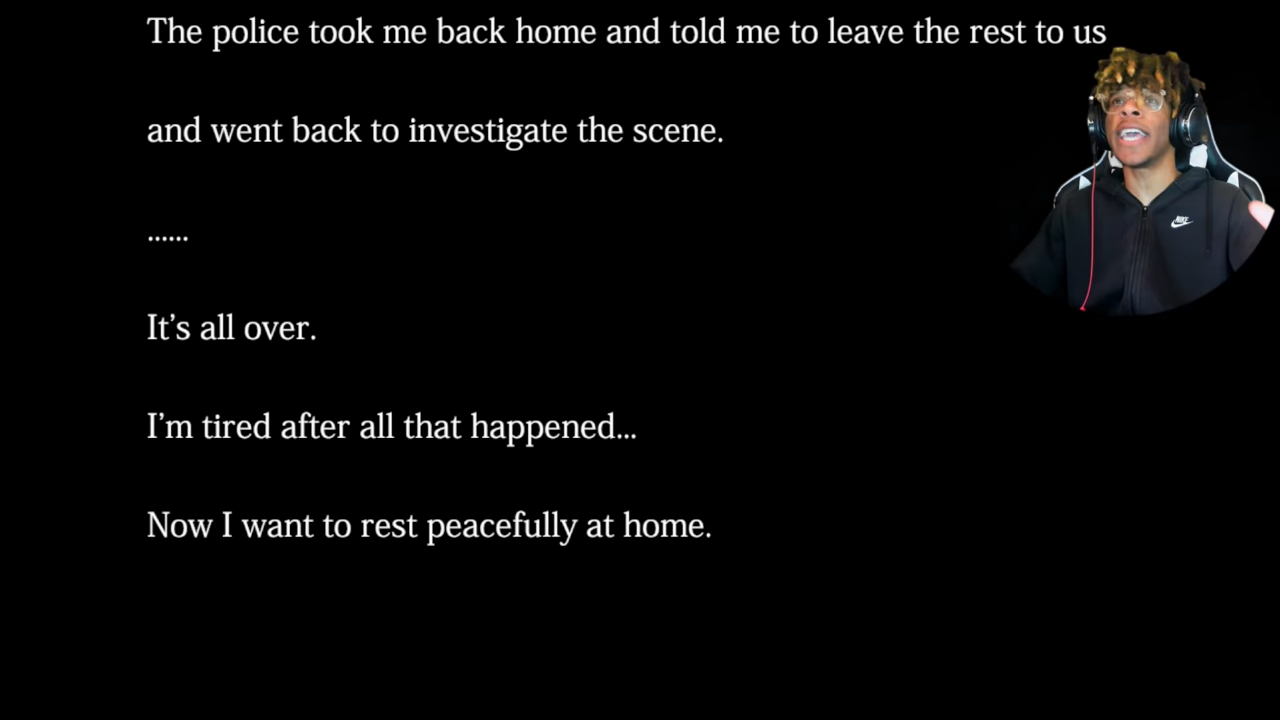 The police took me back home and told me to leave the rest to us
and went back to investigate the scene.
......
It's all over.
I'm tired after all that happened...
Now I want to rest peacefully at home.
NIKE